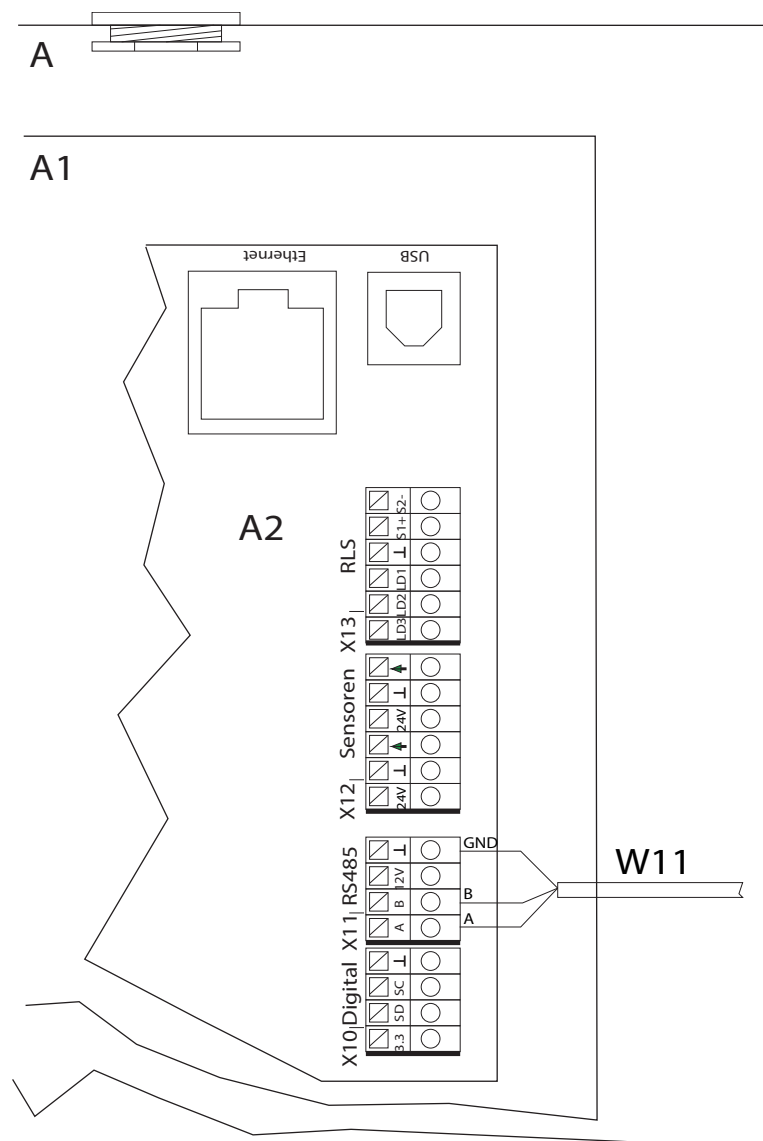 A
A1
Ethernet
USB
A2
RLS
X13
S2-
S1+
⊥
LD1
LD2
LD3
Sensoren
X12
⊥
24V
⊥
24V
RS485
X11
⊥
12V
B
A
GND
B
A
W11
Digital
X10
⊥
SC
SD
3.3